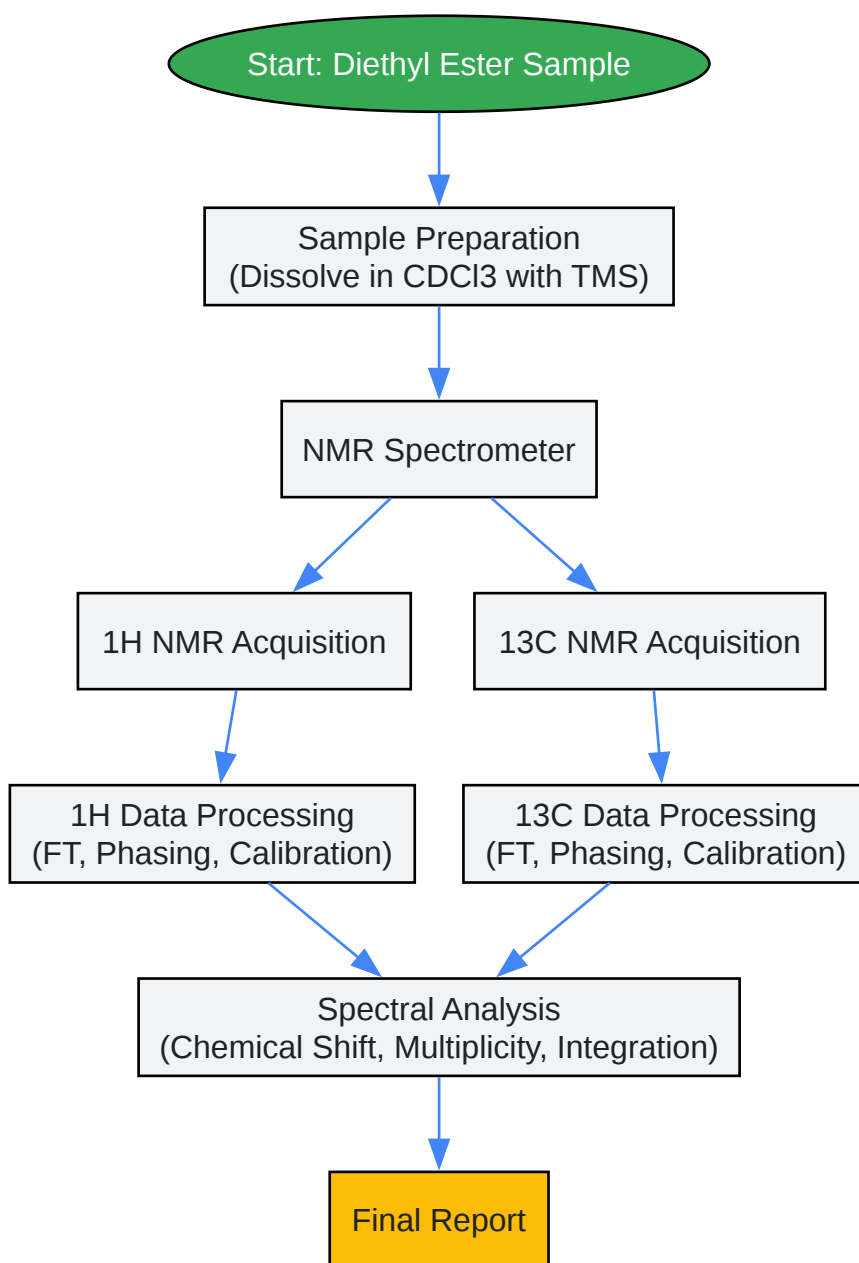 Start: Diethyl Ester Sample
Sample Preparation
(Dissolve in CDCl3 with TMS)
NMR Spectrometer
1H NMR Acquisition
13C NMR Acquisition
1H Data Processing
(FT, Phasing, Calibration)
13C Data Processing
(FT, Phasing, Calibration)
Spectral Analysis
(Chemical Shift, Multiplicity, Integration)
Final Report